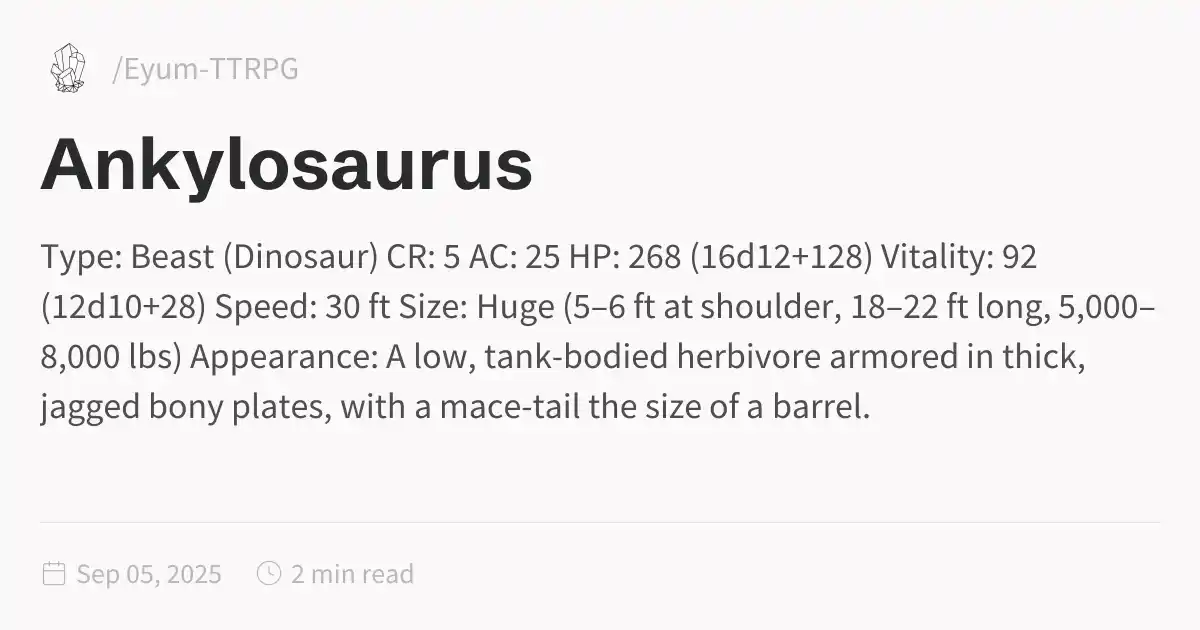 /Eyum-TTRPG
Ankylosaurus
Type: Beast (Dinosaur) CR: 5 AC: 25 HP: 268 (16d12+128) Vitality: 92
(12d10+28) Speed: 30 ft Size: Huge (5–6 ft at shoulder, 18–22 ft long, 5,000–
8,000 lbs) Appearance: A low, tank-bodied herbivore armored in thick,
jagged bony plates, with a mace-tail the size of a barrel.
Sep 05, 2025 2 min read